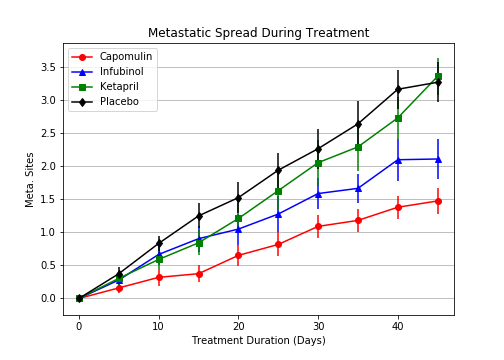 Metastatic Spread During Treatment
Capomulin
Infubinol
Ketapril
Placebo
Meta. Sites
3.5
3.0
2.5
2.0
1.5
1.0
0.5
0.0
0 10 20 30 40
Treatment Duration (Days)